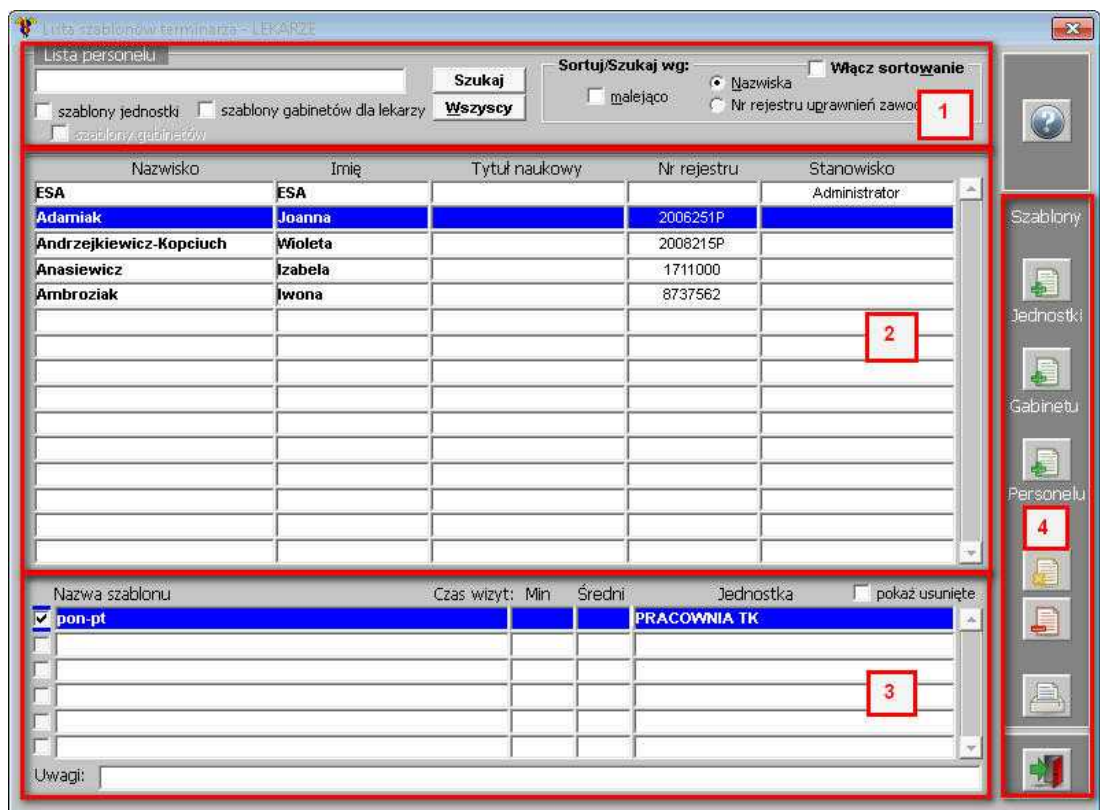 Lista szablonów terminarza - LEKARZE
Lista personelu
Szukaj
Wszyscy
szablony jednostki szablony gabinetów dla lekarzy
szablony gabinetów
Sortuj/Szukaj wg: Włącz sortowanie
malejąco
Nazwiska
Nr rejestru uprawnień zawod
1
Nazwisko Imię Tytuł naukowy Nr rejestru Stanowisko
ESA ESA Administrator
Adamiak Joanna 2006251P
Andrzejkiewicz-Kopciuch Wioleta 2008215P
Anasiewicz Izabela 1711000
Ambroziak Iwona 8737562
2
Nazwa szablonu Czas wizyt: Min Średni Jednostka pokaż usunięte
pon-pt PRACOWNIA TK
3
Uwagi:
Szablony
Jednostki
Gabinetu
Personelu
4